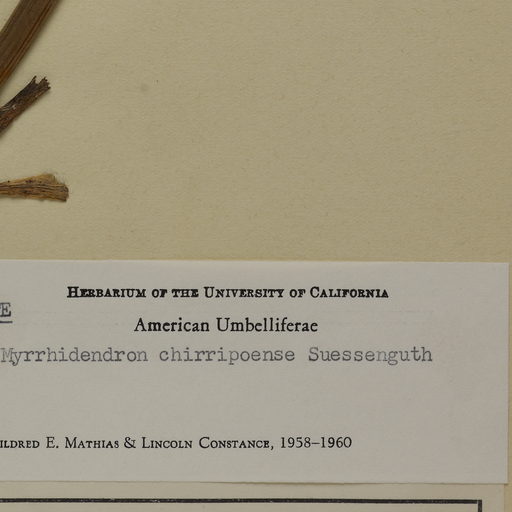 HERBARIUM OF THE UNIVERSITY OF CALIFORNIA
E
American Umbelliferae
Myrrhidendron chirripoense Suessenguth
ILDRED E. MATHIAS & LINCOLN CONSTANCE, 1958–1960